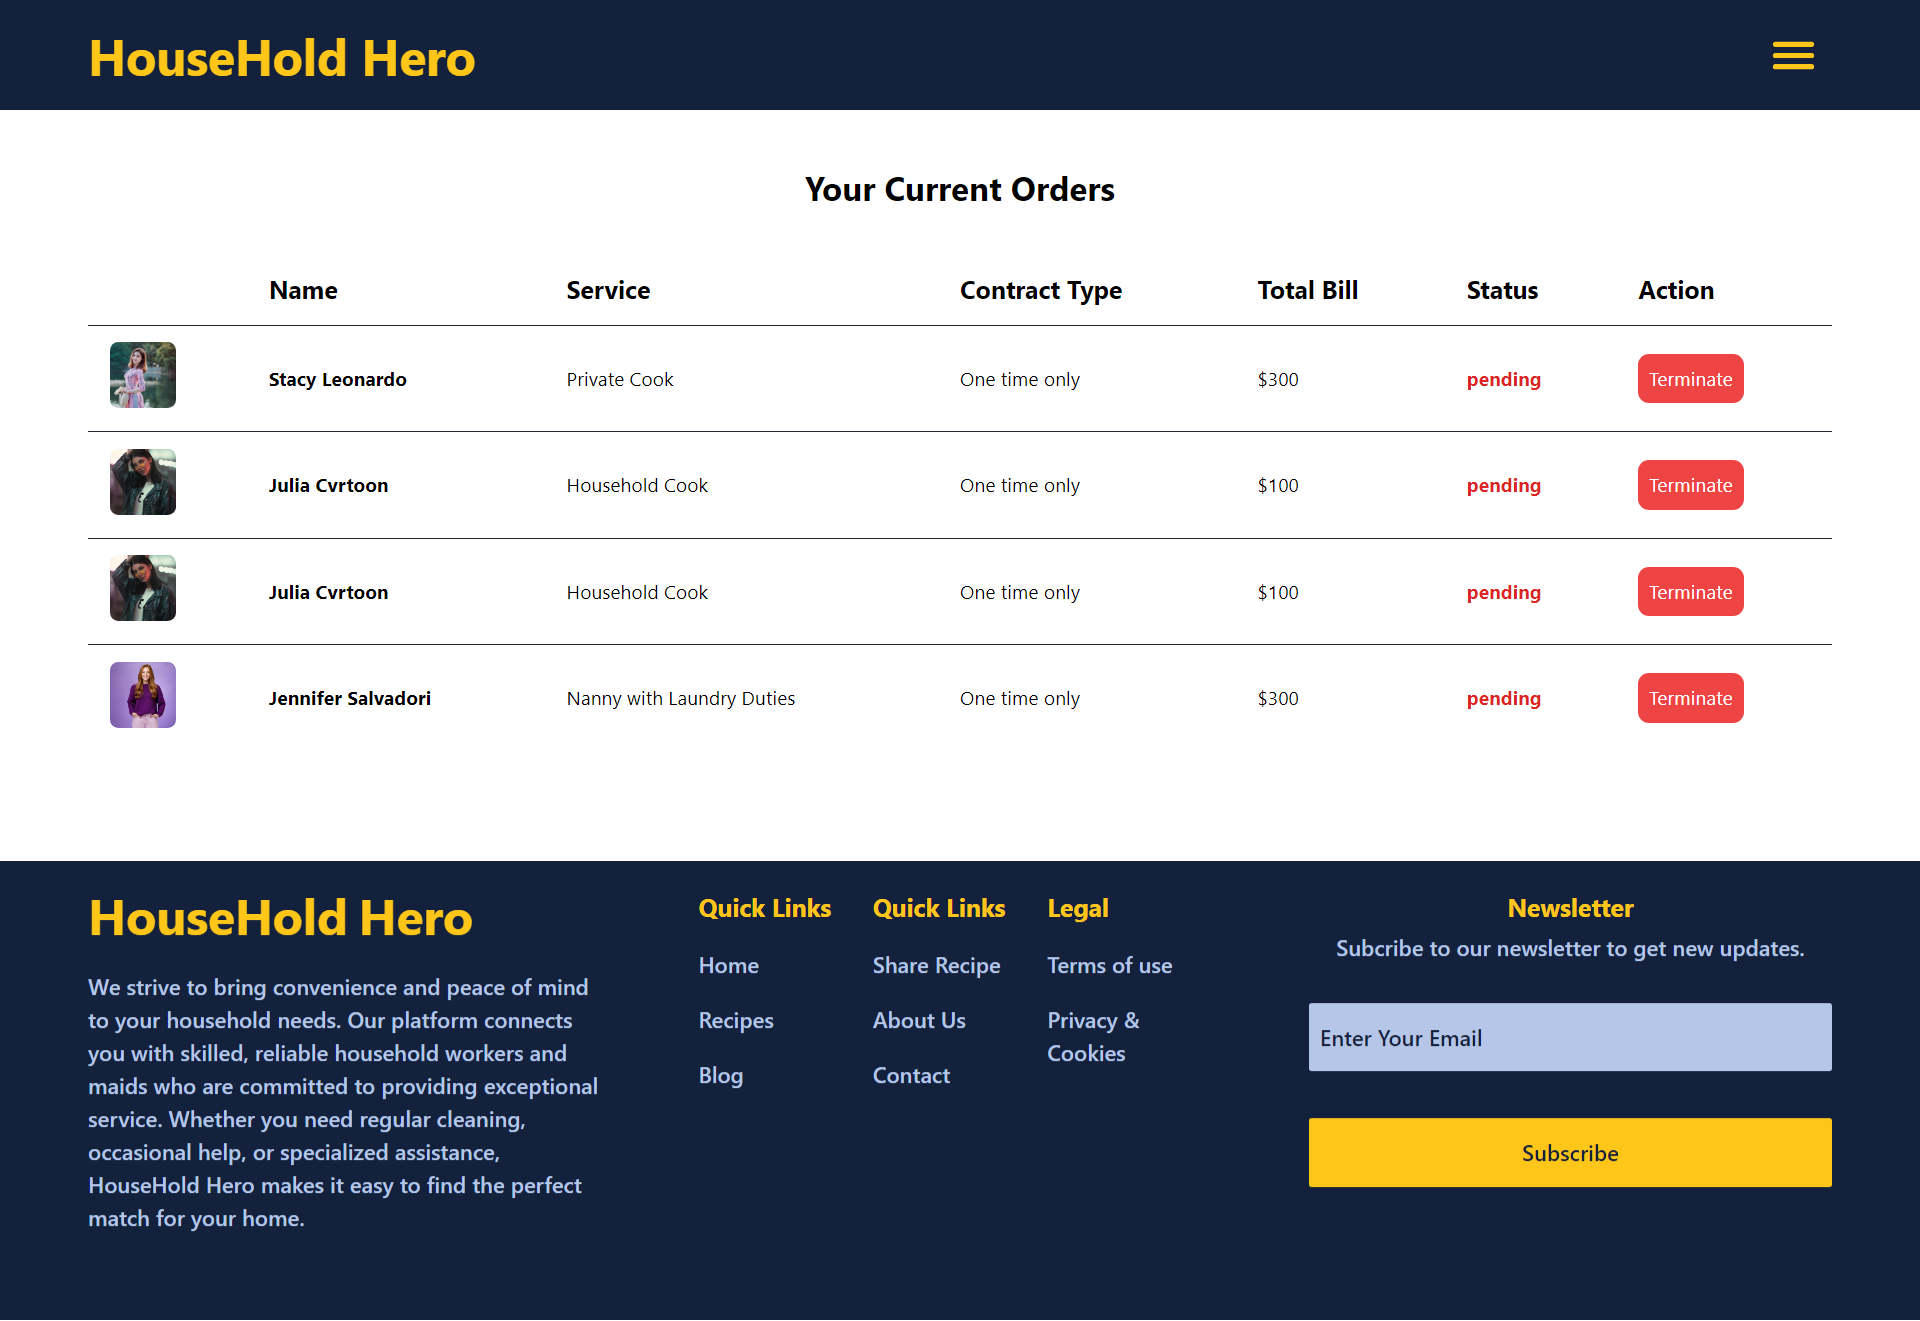 HouseHold Hero
Your Current Orders
Name Service Contract Type Total Bill Status Action
Stacy Leonardo Private Cook One time only $300 pending Terminate
Julia Cvrtoon Household Cook One time only $100 pending Terminate
Julia Cvrtoon Household Cook One time only $100 pending Terminate
Jennifer Salvadori Nanny with Laundry Duties One time only $300 pending Terminate
HouseHold Hero
We strive to bring convenience and peace of mind
to your household needs. Our platform connects
you with skilled, reliable household workers and
maids who are committed to providing exceptional
service. Whether you need regular cleaning,
occasional help, or specialized assistance,
HouseHold Hero makes it easy to find the perfect
match for your home.
Quick Links
Home
Recipes
Blog
Quick Links
Share Recipe
About Us
Contact
Legal
Terms of use
Privacy &
Cookies
Newsletter
Subcribe to our newsletter to get new updates.
Enter Your Email
Subscribe